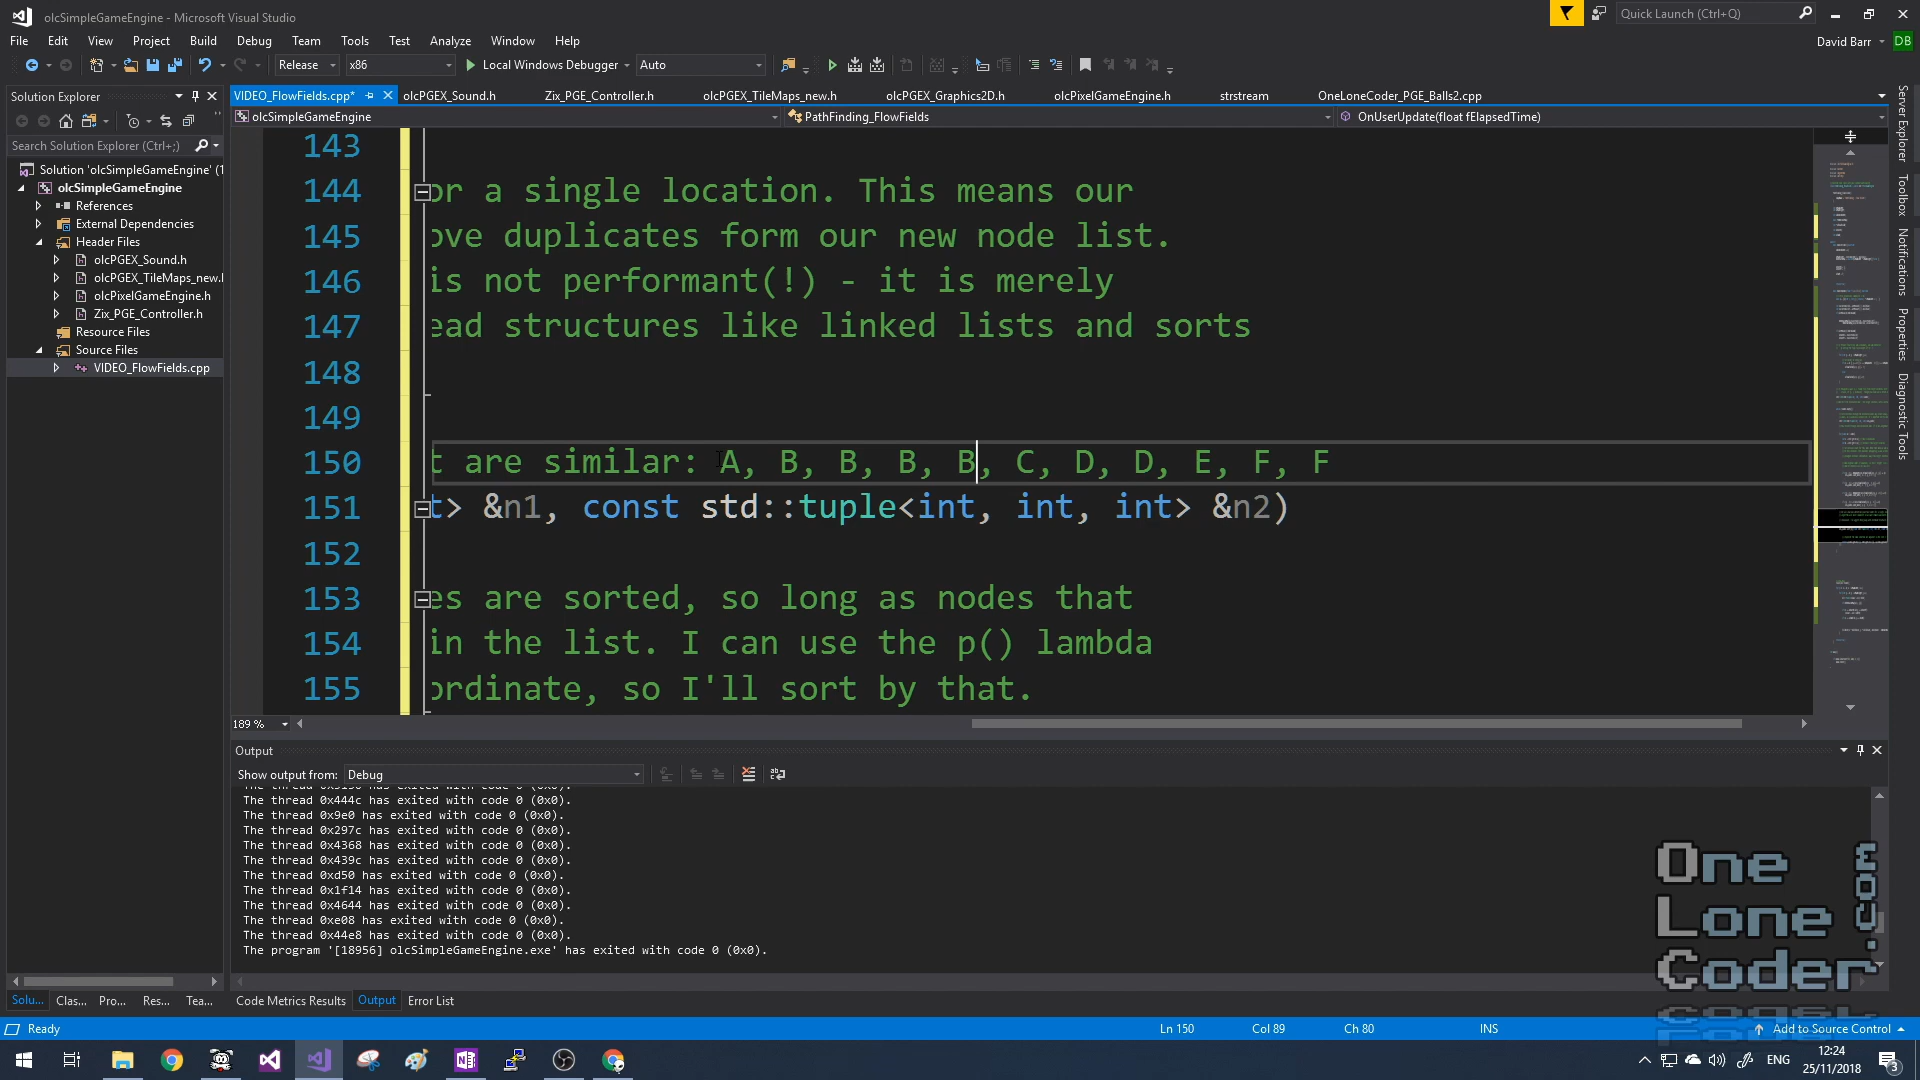 olcSimpleGameEngine - Microsoft Visual Studio
Quick Launch (Ctrl+Q)
File Edit View Project Build Debug Team Tools Test Analyze Window Help
David Barr DB
Release x86 Local Windows Debugger Auto
Solution Explorer
VIDEO_FlowFields.cpp* olcPGEX_Sound.h Zix_PGE_Controller.h olcPGEX_TileMaps_new.h olcPGEX_Graphics2D.h olcPixelGameEngine.h strstream OneLoneCoder_PGE_Balls2.cpp
olcSimpleGameEngine PathFinding_FlowFields OnUserUpdate(float fElapsedTime)
Search Solution Explorer (Ctrl+;)
Solution 'olcSimpleGameEngine' (1
olcSimpleGameEngine
References
External Dependencies
Header Files
olcPGEX_Sound.h
olcPGEX_TileMaps_new.h
olcPixelGameEngine.h
Zix_PGE_Controller.h
Resource Files
Source Files
VIDEO_FlowFields.cpp
143
144 or a single location. This means our
145 ove duplicates form our new node list.
146 is not performant(!) - it is merely
147 ead structures like linked lists and sorts
148
149
150 t are similar: A, B, B, B, B, C, D, D, E, F, F
151 t> &n1, const std::tuple<int, int, int> &n2)
152
153 es are sorted, so long as nodes that
154 in the list. I can use the p() lambda
155 ordinate, so I'll sort by that.
189 %
Server Explorer
Toolbox
Notifications
Properties
Diagnostic Tools
Output
Show output from: Debug
The thread 0x444c has exited with code 0 (0x0).
The thread 0x9e0 has exited with code 0 (0x0).
The thread 0x297c has exited with code 0 (0x0).
The thread 0x4368 has exited with code 0 (0x0).
The thread 0x439c has exited with code 0 (0x0).
The thread 0xd50 has exited with code 0 (0x0).
The thread 0x1f14 has exited with code 0 (0x0).
The thread 0x4644 has exited with code 0 (0x0).
The thread 0xe08 has exited with code 0 (0x0).
The thread 0x44e8 has exited with code 0 (0x0).
The program '[18956] olcSimpleGameEngine.exe' has exited with code 0 (0x0).
One
Lone
Coder
.com
Solu... Clas... Pro... Res... Tea... Code Metrics Results Output Error List
Ready Ln 150 Col 89 Ch 80 INS Add to Source Control
ENG 12:24
25/11/2018 3